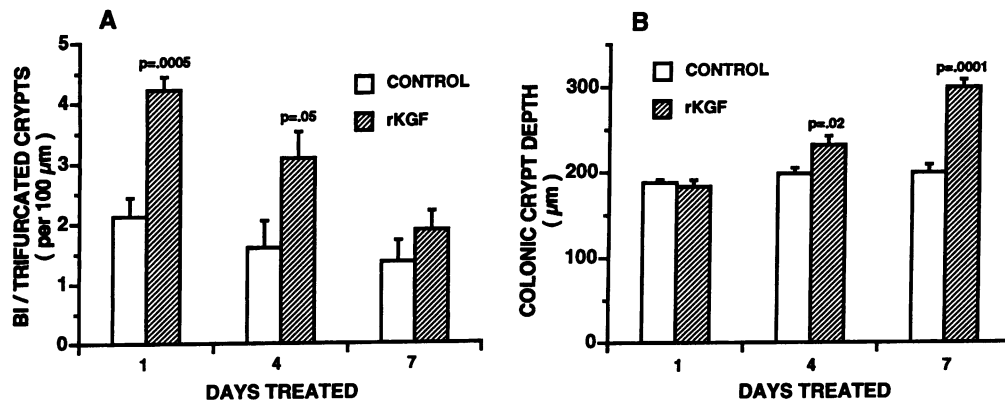 A
BI / TRIFURCATED CRYPTS
( per 100 µm )
5
4
3
2
1
0
p=.0005
p=.05
CONTROL
rKGF
1
4
7
DAYS TREATED
B
COLONIC CRYPT DEPTH
( µm )
300
200
100
0
CONTROL
rKGF
p=.02
p=.0001
1
4
7
DAYS TREATED